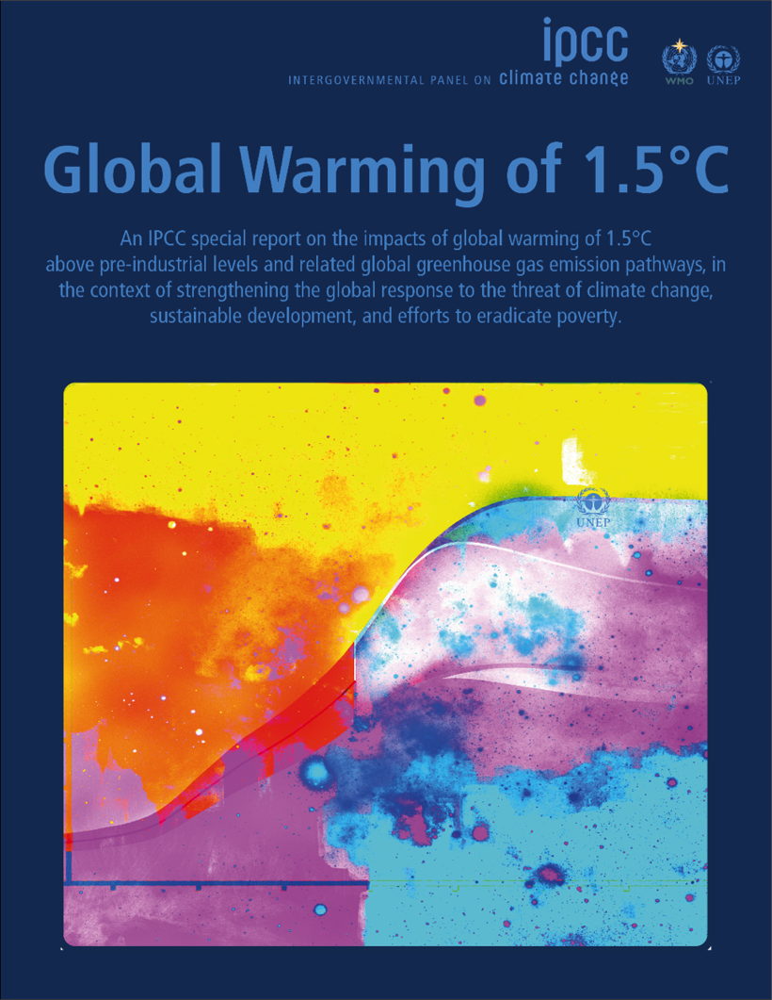 ipcc
INTERGOVERNMENTAL PANEL ON climate change
WMO
UNEP
Global Warming of 1.5°C
An IPCC special report on the impacts of global warming of 1.5°C
above pre-industrial levels and related global greenhouse gas emission pathways, in
the context of strengthening the global response to the threat of climate change,
sustainable development, and efforts to eradicate poverty.
UNEP